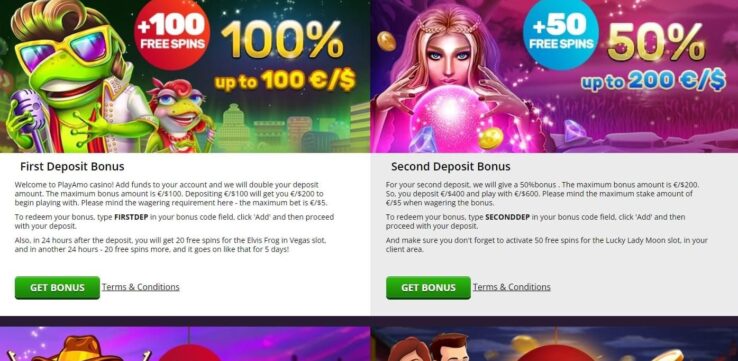 +100
FREE SPINS
100%
up to 100 €/$
First Deposit Bonus
Welcome to PlayAmo casino! Add funds to your account and we will double your deposit
amount. The maximum bonus amount is €/$100. Depositing €/$100 will get you €/$200 to
begin playing with. Please mind the wagering requirement here - the maximum bet is €/$5.
To redeem your bonus, type FIRSTDEP in your bonus code field, click 'Add' and then proceed
with your deposit.
Also, in 24 hours after the deposit, you will get 20 free spins for the Elvis Frog in Vegas slot,
and in another 24 hours - 20 free spins more, and it goes on like that for 5 days!
GET BONUS Terms & Conditions
+50
FREE SPINS
50%
up to 200 €/$
Second Deposit Bonus
For your second deposit, we will give a 50%bonus . The maximum bonus amount is €/$200.
So, you deposit €/$400 and play with €/$600. Please mind the maximum stake amount of
€/$5 when wagering the bonus.
To redeem your bonus, type SECONDDEP in your bonus code field, click 'Add' and then
proceed with your deposit.
And make sure you don't forget to activate 50 free spins for the Lucky Lady Moon slot, in your
client area.
GET BONUS Terms & Conditions